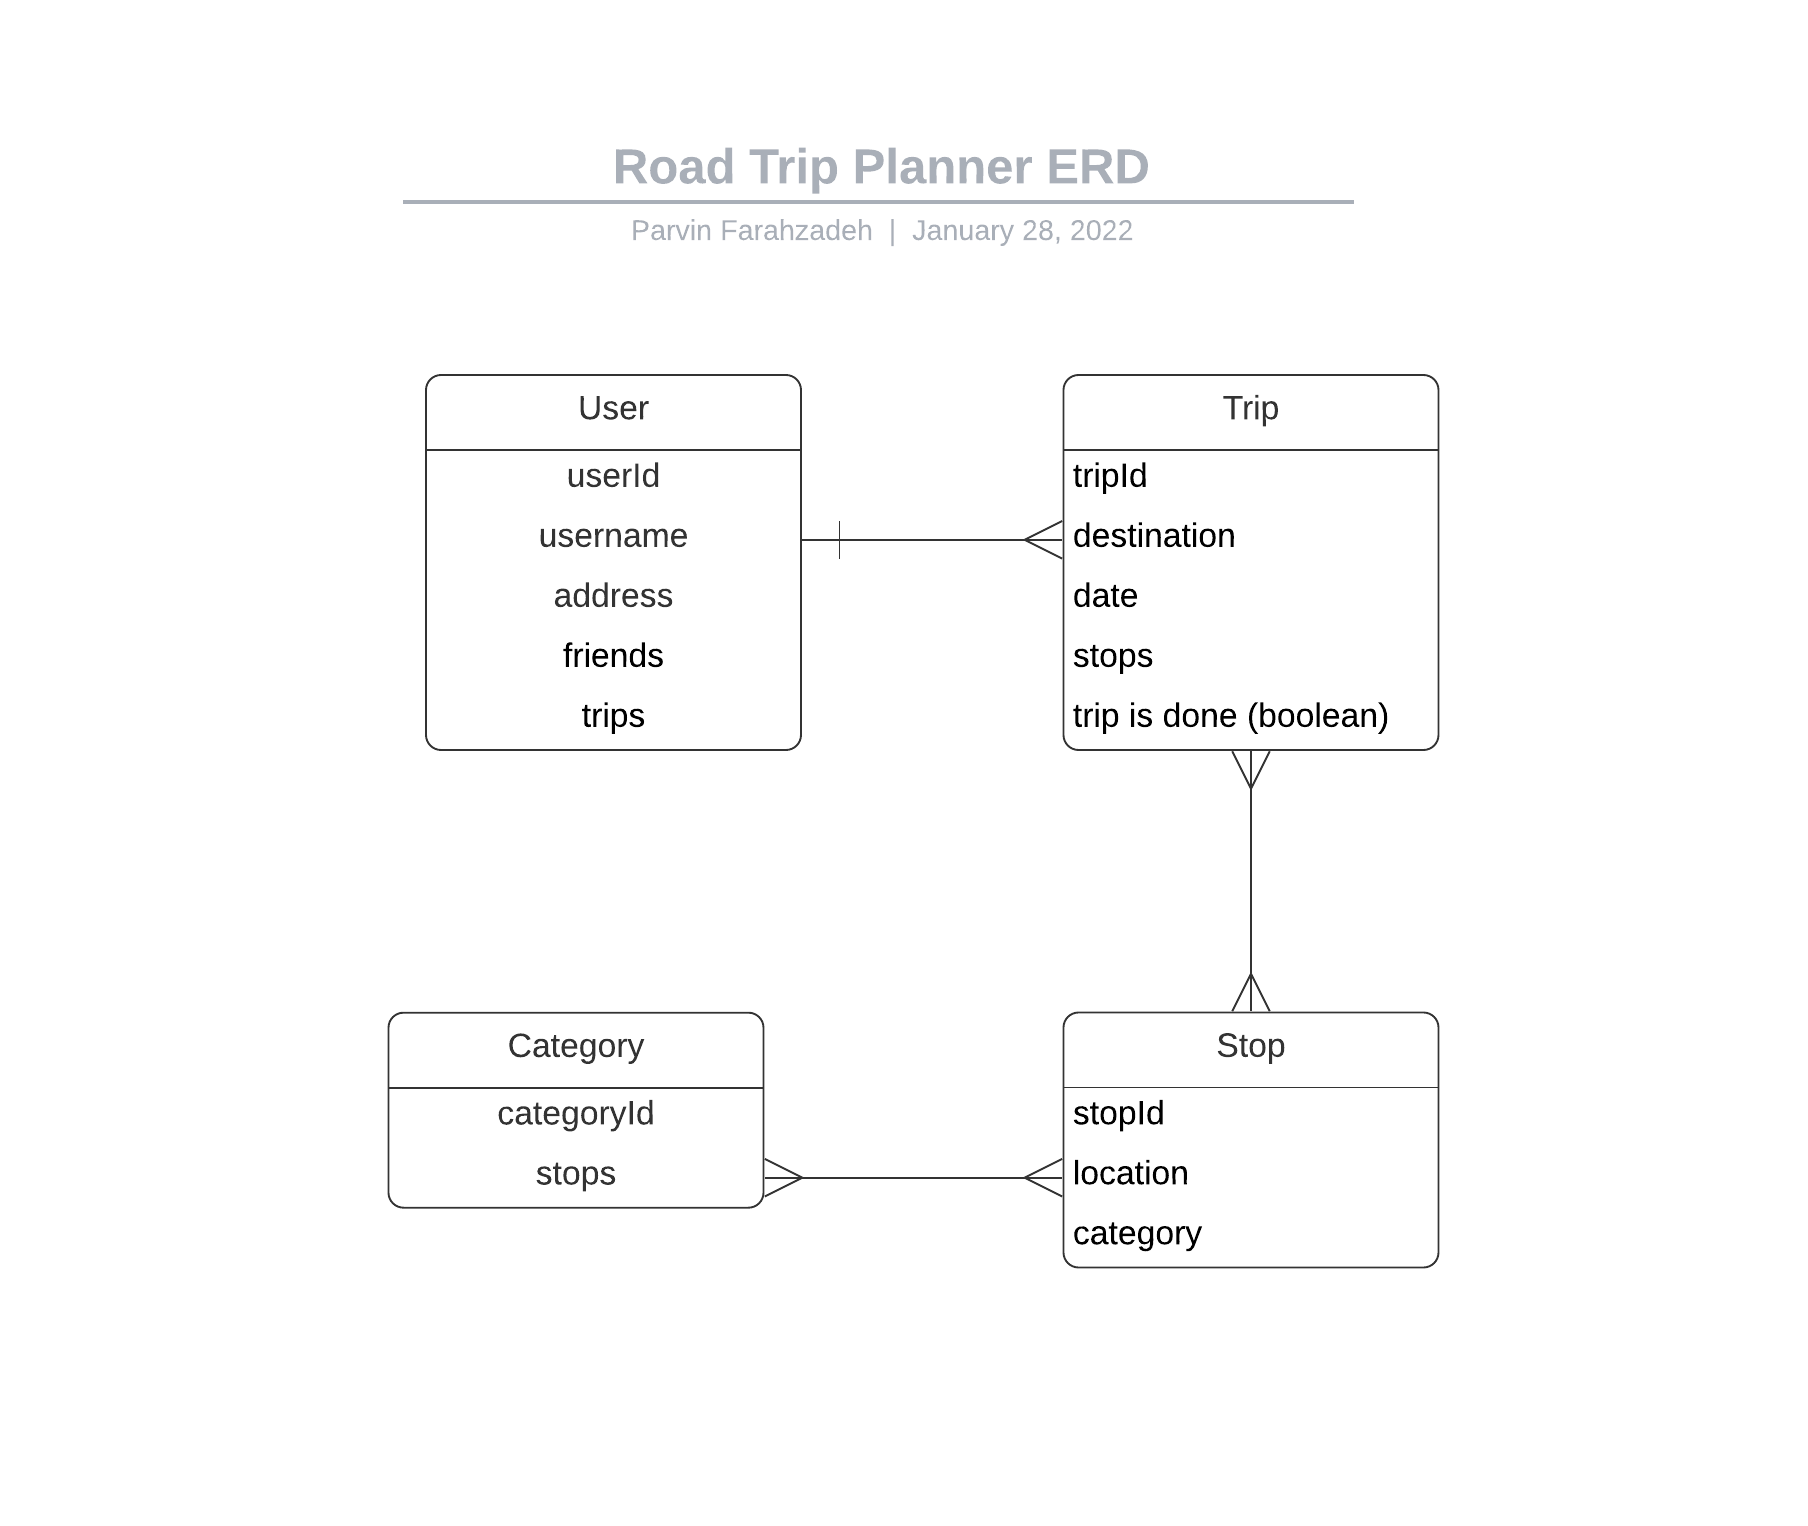 Road Trip Planner ERD
Parvin Farahzadeh | January 28, 2022
User
userId
username
address
friends
trips
Trip
tripId
destination
date
stops
trip is done (boolean)
Category
categoryId
stops
Stop
stopId
location
category